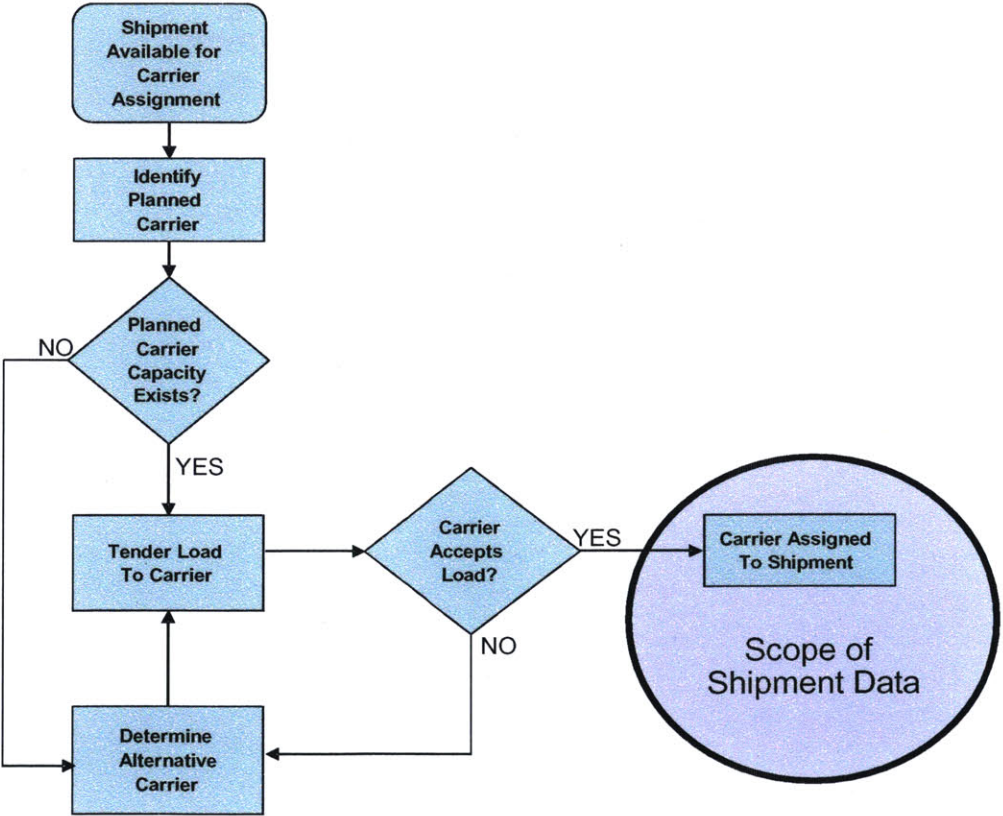 Shipment
Available for
Carrier
Assignment
Identify
Planned
Carrier
Planned
Carrier
Capacity
Exists?
NO
YES
Tender Load
To Carrier
Carrier
Accepts
Load?
YES
NO
Carrier Assigned
To Shipment
Scope of
Shipment Data
Determine
Alternative
Carrier